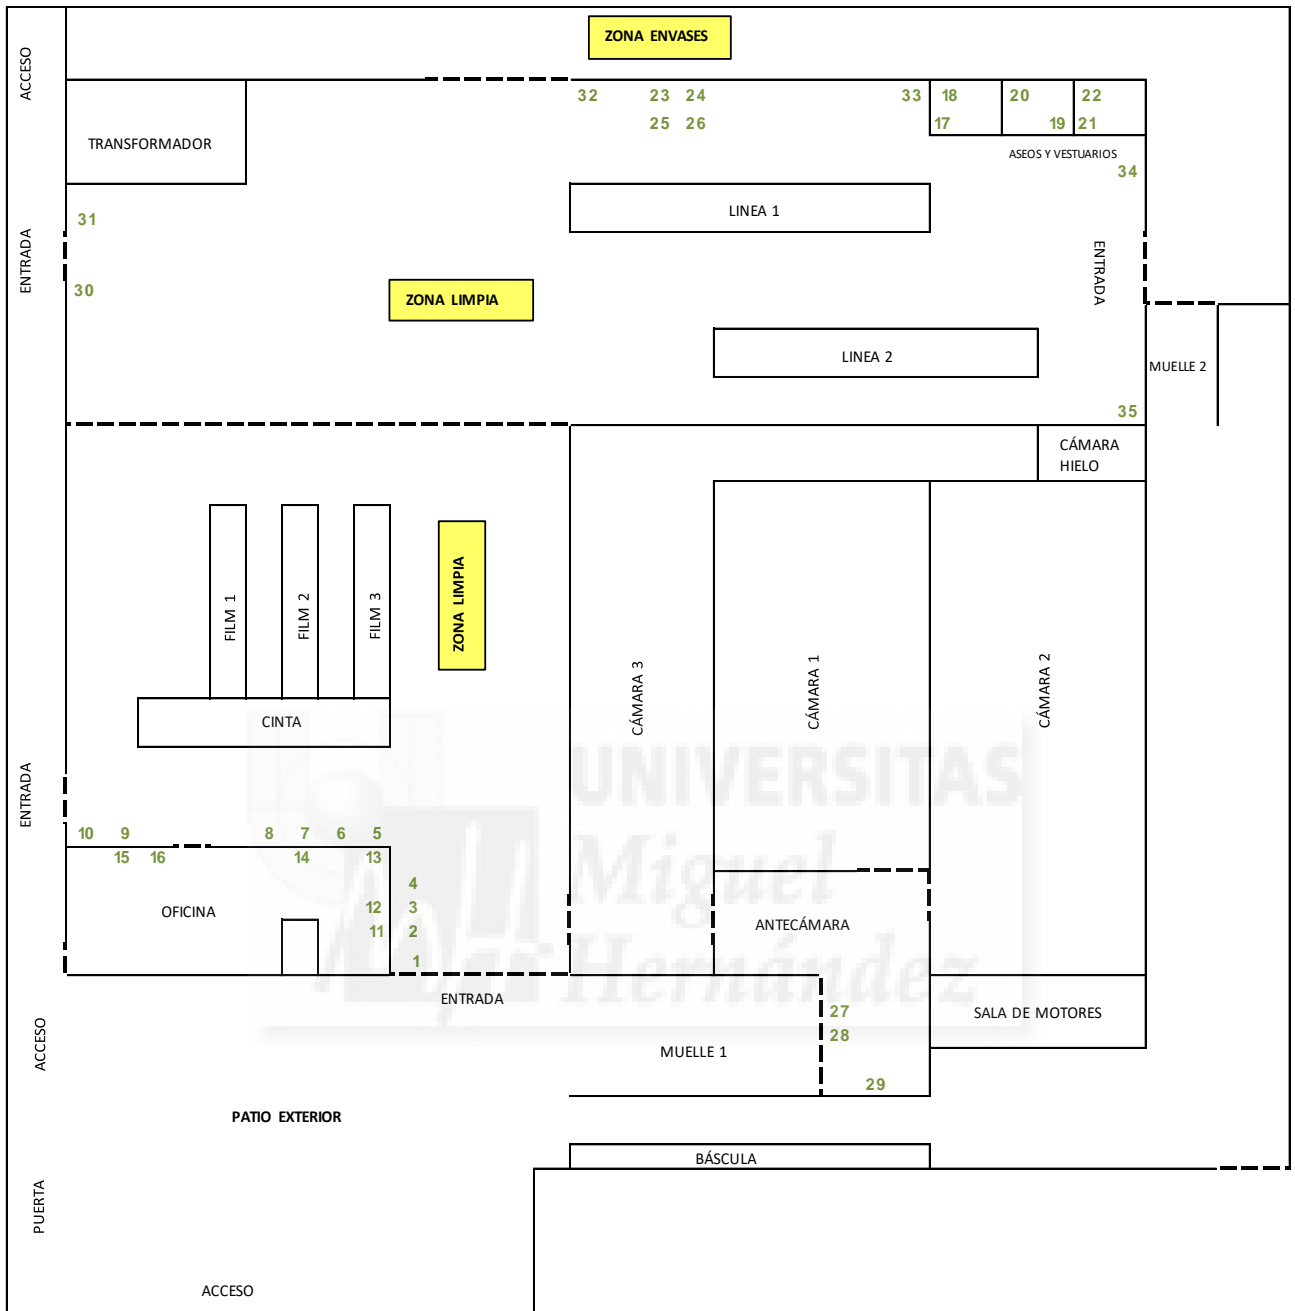 ZONA ENVASES
ACCESO
32 23 24 33 18 20 22
25 26 17 19 21
TRANSFORMADOR
ASEOS Y VESTUARIOS
34
LINEA 1
31
ENTRADA
ENTRADA
30
ZONA LIMPIA
LINEA 2
MUELLE 2
35
CÁMARA
HIELO
FILM 1
FILM 2
FILM 3
ZONA LIMPIA
CÁMARA 3
CÁMARA 1
CÁMARA 2
CINTA
UNIVERSITAS
Miguel
Hernández
ENTRADA
10 9 8 7 6 5
15 16 14 13
4
OFICINA
12 3
11 2
1
ANTECÁMARA
ENTRADA
27
28
SALA DE MOTORES
ACCESO
MUELLE 1
29
PATIO EXTERIOR
BÁSCULA
PUERTA
ACCESO